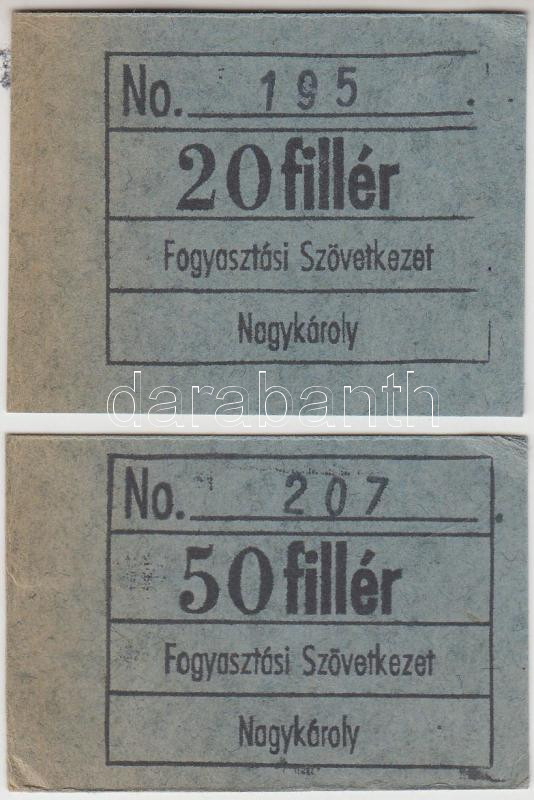 No. 195
20 fillér
Fogyasztási Szövetkezet
Nagykároly
darabanth
No. 207
50 fillér
Fogyasztási Szövetkezet
Nagykároly